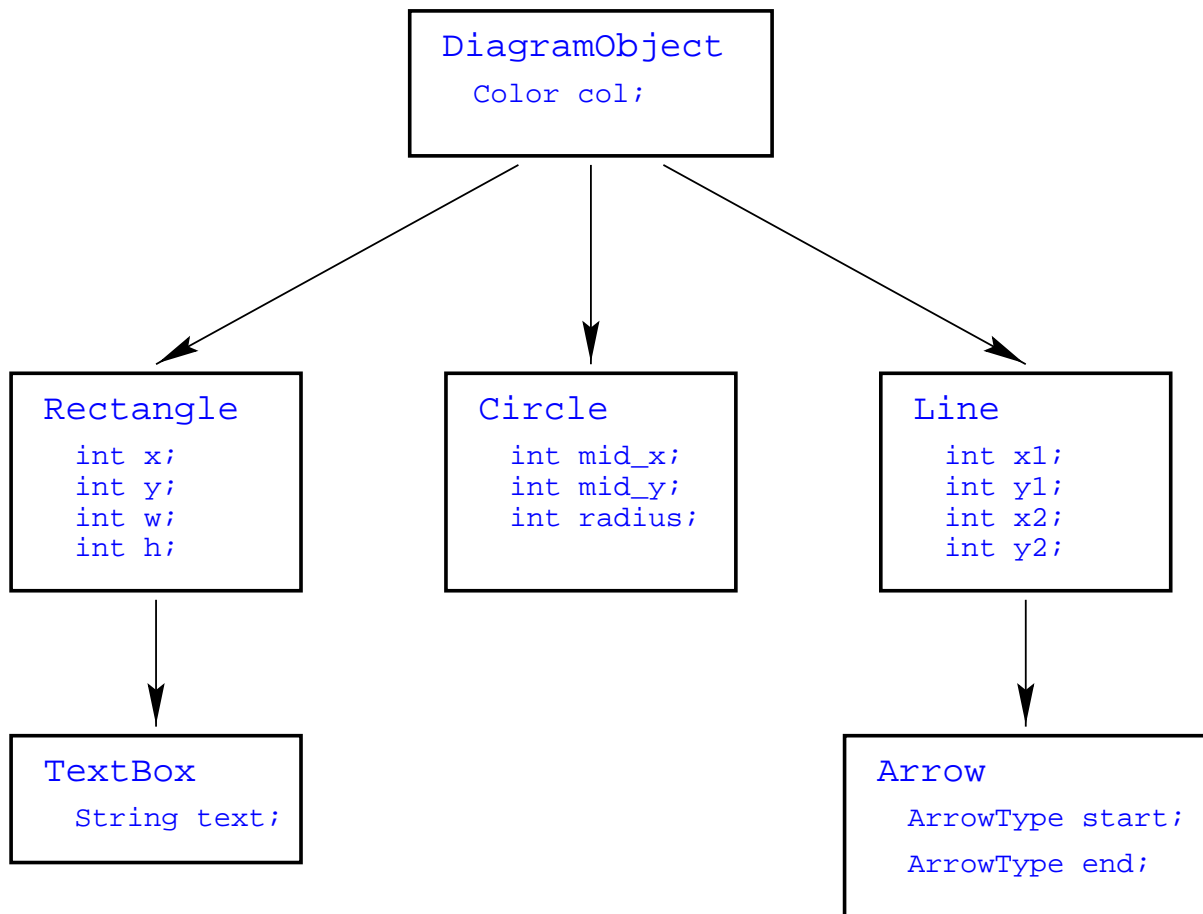 DiagramObject
Color col;
Rectangle
int x;
int y;
int w;
int h;
Circle
int mid_x;
int mid_y;
int radius;
Line
int x1;
int y1;
int x2;
int y2;
TextBox
String text;
Arrow
ArrowType start;
ArrowType end;